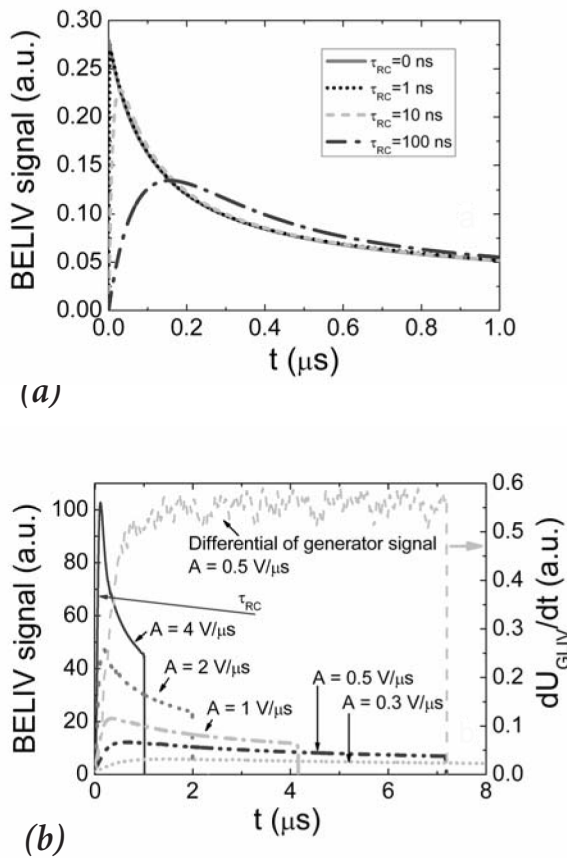 0.30
0.25
0.20
0.15
0.10
0.05
0.00
BELIV signal (a.u.)
τRC=0 ns
τRC=1 ns
τRC=10 ns
τRC=100 ns
0.0 0.2 0.4 0.6 0.8 1.0
t (μs)
(a)
100
80
60
40
20
0
BELIV signal (a.u.)
Differential of generator signal
A = 0.5 V/μs
τRC
A = 4 V/μs
A = 2 V/μs
A = 1 V/μs
A = 0.5 V/μs
A = 0.3 V/μs
0.6
0.5
0.4
0.3
0.2
0.1
0.0
dUGLIV/dt (a.u.)
0 2 4 6 8
t (μs)
(b)